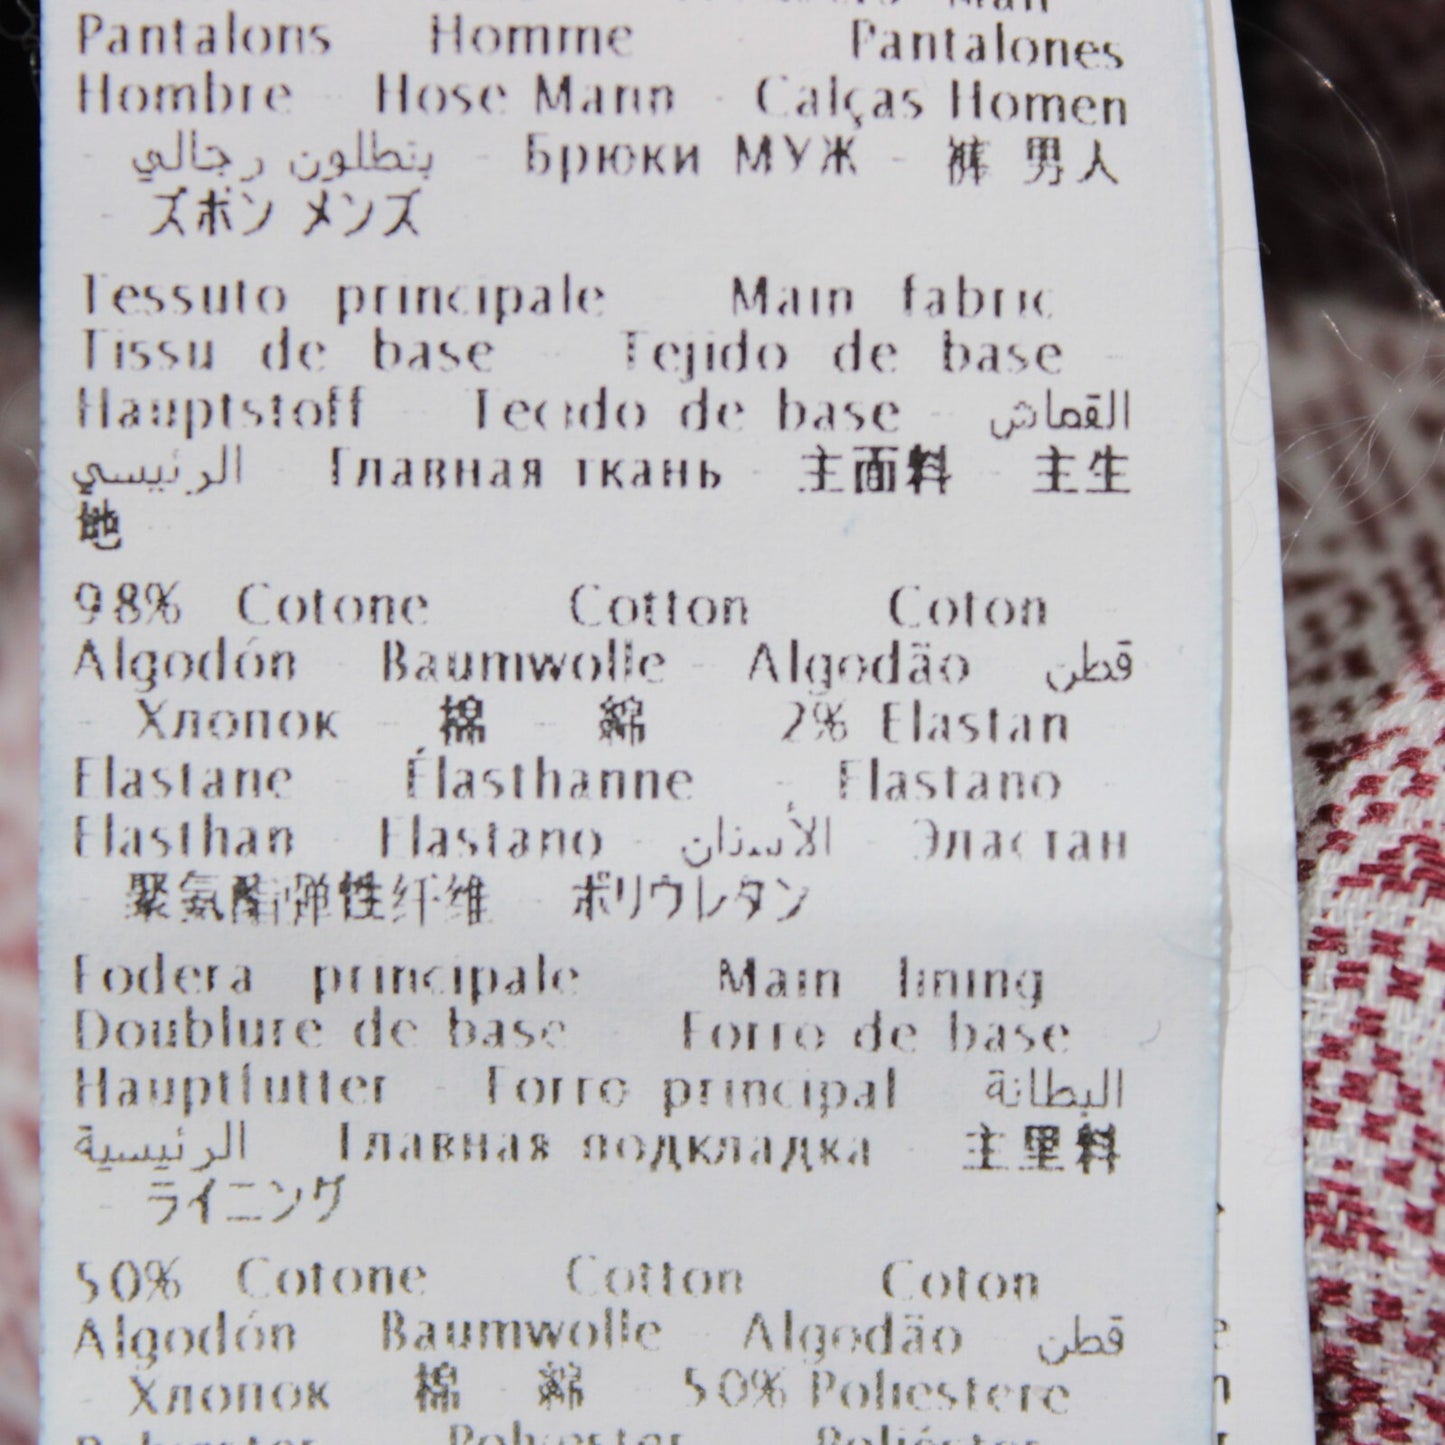 Man
Pantalons Homme Pantalones
Hombre - Hose Mann - Calças Homen
- بنطلون رجالي - Брюки МУЖ - 裤 男人
- ズボン メンズ
Tessuto principale Main fabric
Tissu de base - Tejido de base -
Hauptstoff - Tecido de base - القماش
الرئيسي - Главная ткань - 主面料 - 主生
地
98% Cotone Cotton Coton
Algodón - Baumwolle - Algodão قطن
- Хлопок - 棉 - 綿 2% Elastan
Elastane - Élasthanne - Elastano -
Elasthan - Elastano - الأستان - Эластан
- 聚氨酯弹性纤维 - ポリウレタン
Fodera principale Main lining
Doublure de base - Forro de base -
Hauptfutter - Forro principal البطانة
الرئيسية Главная подкладка - 主里料
- ライニング
50% Cotone Cotton Coton
Algodón Baumwolle - Algodão قطن
- Хлопок - 棉 - 綿 50% Poliestere
Polyester Polyester Poliéster